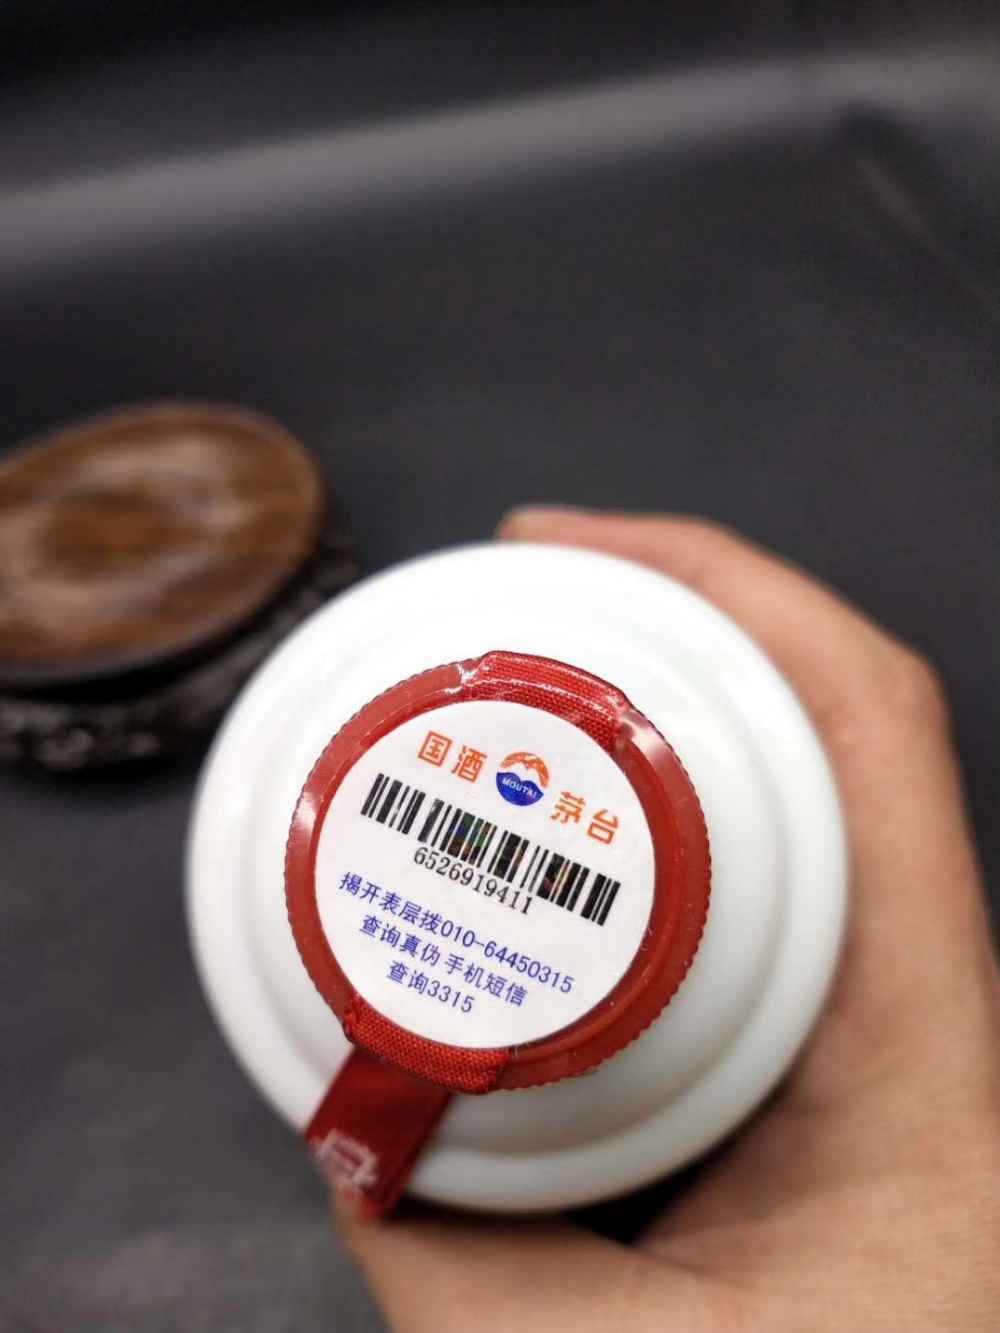 国酒 茅台
MOUTAI
6526919411
揭开表层拨010-64450315
查询真伪 手机短信
查询3315